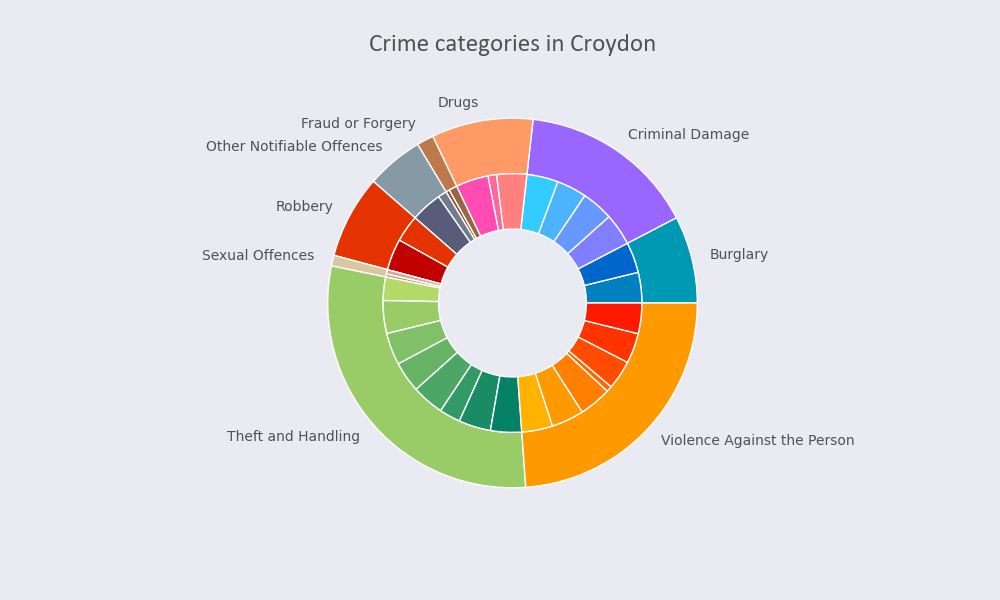 Crime categories in Croydon
Drugs
Fraud or Forgery
Criminal Damage
Other Notifiable Offences
Robbery
Sexual Offences
Burglary
Theft and Handling
Violence Against the Person